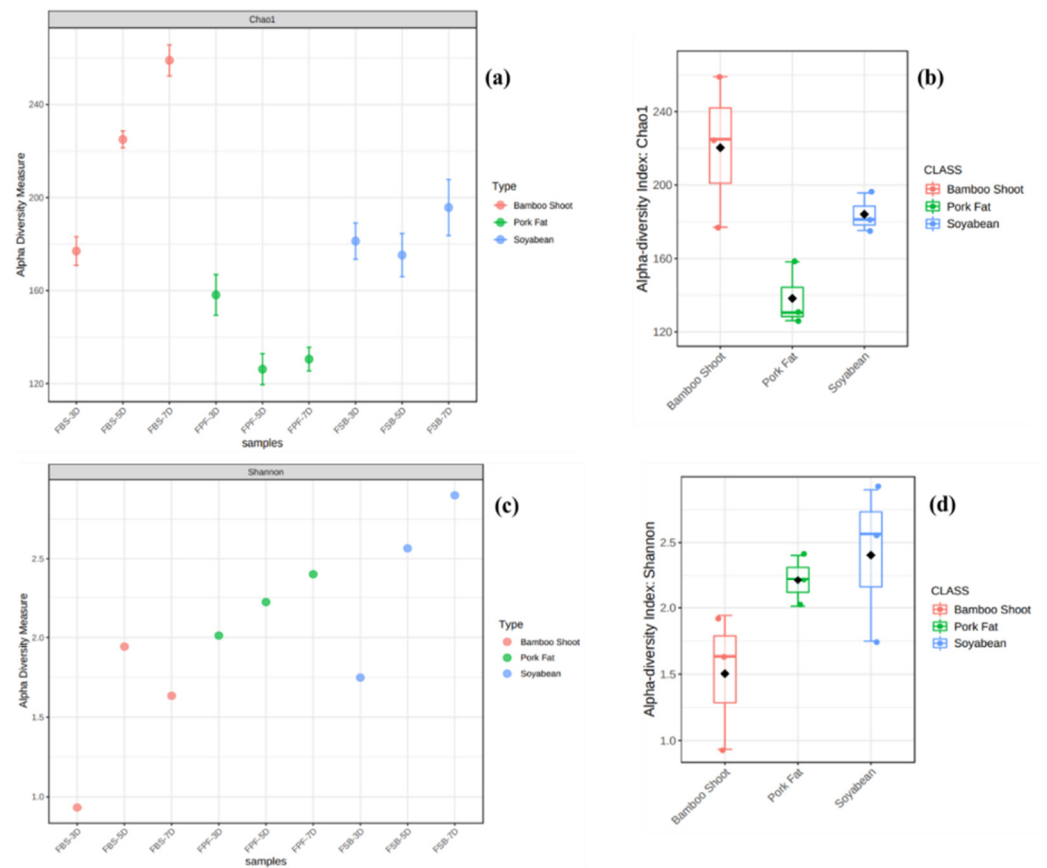 Chao1
Alpha Diversity Measure
240
200
160
120
FBS-3D
FBS-5D
FBS-7D
FPF-3D
FPF-5D
FPF-7D
FSB-3D
FSB-5D
FSB-7D
samples
Type
Bamboo Shoot
Pork Fat
Soyabean
(a)
Alpha-diversity Index: Chao1
240
200
160
120
Bamboo Shoot
Pork Fat
Soyabean
(b)
CLASS
Bamboo Shoot
Pork Fat
Soyabean
Shannon
Alpha Diversity Measure
2.5
2.0
1.5
1.0
FBS-3D
FBS-5D
FBS-7D
FPF-3D
FPF-5D
FPF-7D
FSB-3D
FSB-5D
FSB-7D
samples
(c)
Type
Bamboo Shoot
Pork Fat
Soyabean
Alpha-diversity Index: Shannon
2.5
2.0
1.5
1.0
Bamboo Shoot
Pork Fat
Soyabean
(d)
CLASS
Bamboo Shoot
Pork Fat
Soyabean